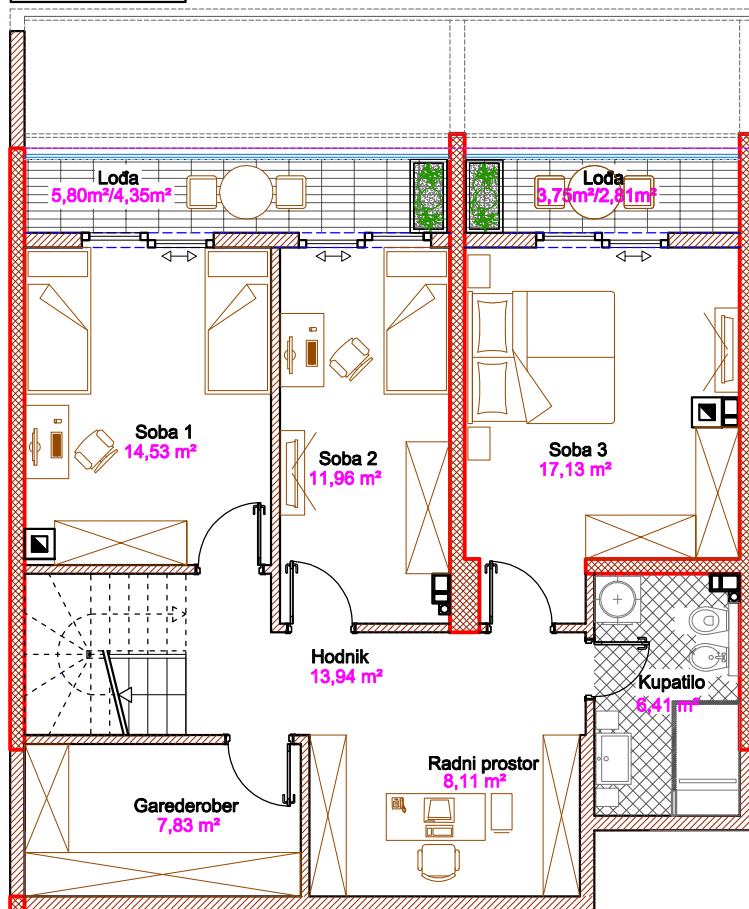 Lođa
5,80m²/4,35m²
Lođa
3,75m²/2,81m²
Soba 1
14,53 m²
Soba 2
11,96 m²
Soba 3
17,13 m²
Hodnik
13,94 m²
Kupatilo
6,41 m²
Radni prostor
8,11 m²
Garederober
7,83 m²